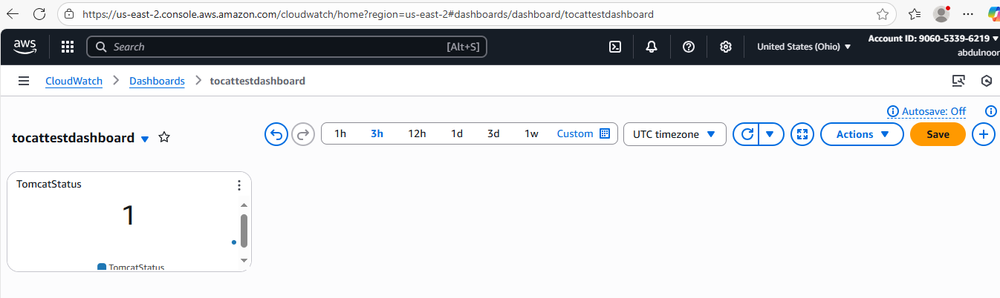 https://us-east-2.console.aws.amazon.com/cloudwatch/home?region=us-east-2#dashboards/dashboard/tocattestdashboard
aws
Search
[Alt+S]
United States (Ohio)
Account ID: 9060-5339-6219
abdulnoor
CloudWatch
Dashboards
tocattestdashboard
Autosave: Off
tocattestdashboard
1h 3h 12h 1d 3d 1w Custom
UTC timezone
Actions
Save
TomcatStatus
1
TomcatStatus